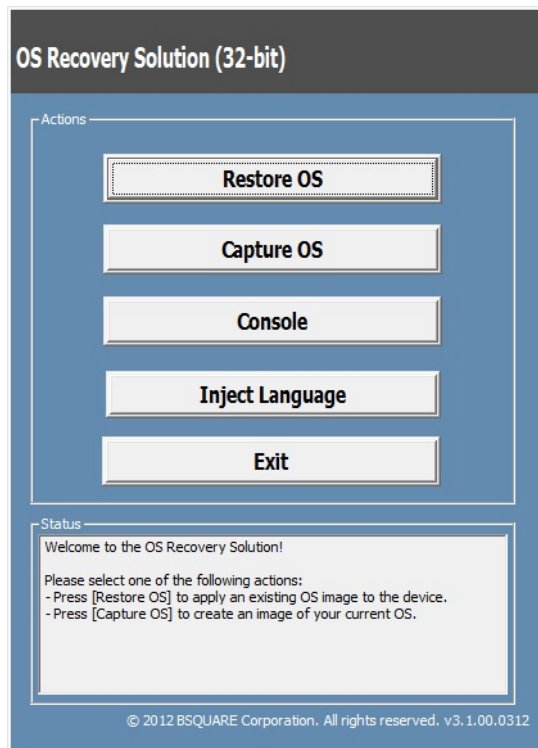 OS Recovery Solution (32-bit)
Actions
Restore OS
Capture OS
Console
Inject Language
Exit
Status
Welcome to the OS Recovery Solution!
Please select one of the following actions:
- Press [Restore OS] to apply an existing OS image to the device.
- Press [Capture OS] to create an image of your current OS.
© 2012 BSQUARE Corporation. All rights reserved. v3.1.00.0312